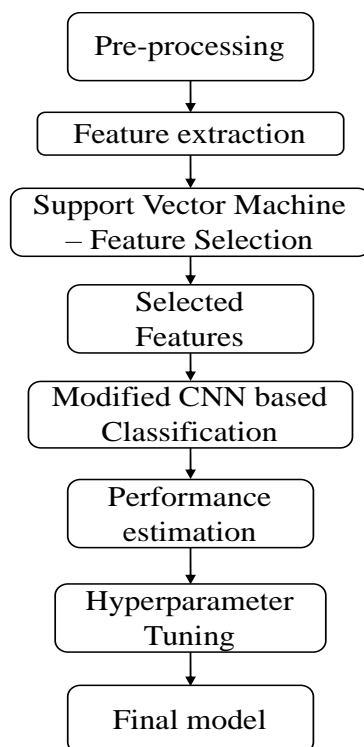 Pre-processing
Feature extraction
Support Vector Machine
– Feature Selection
Selected
Features
Modified CNN based
Classification
Performance
estimation
Hyperparameter
Tuning
Final model